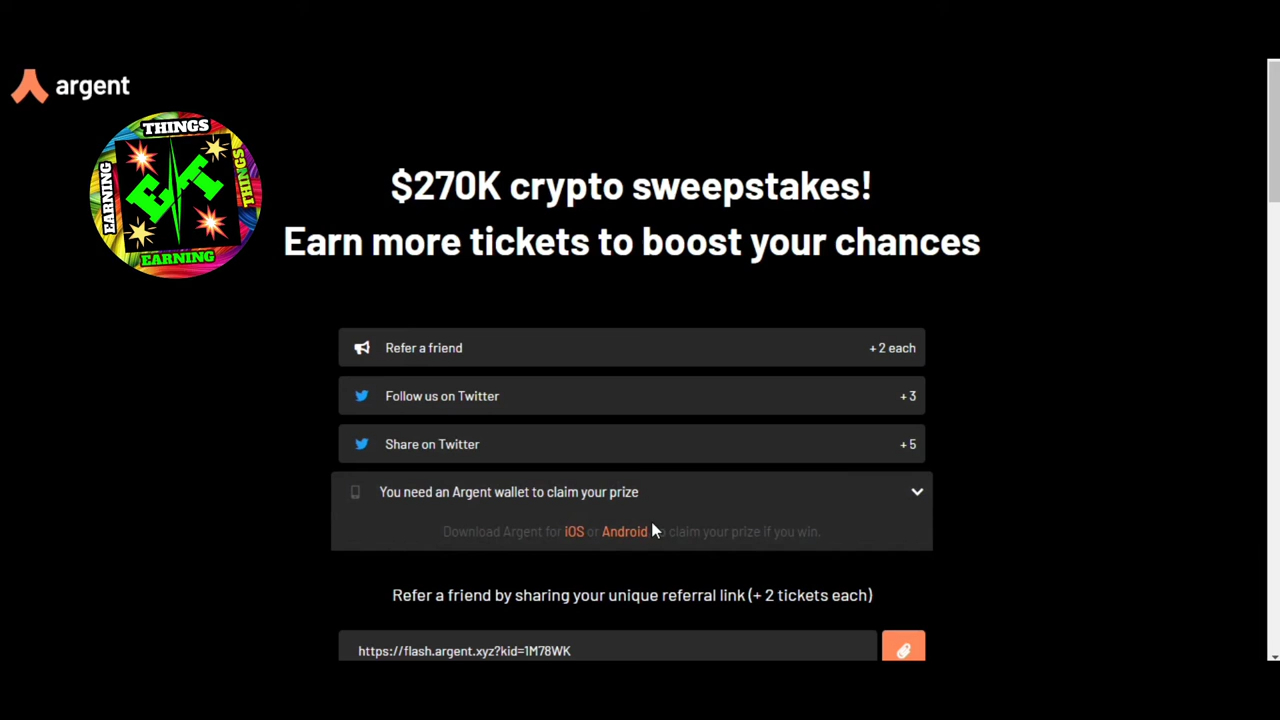 argent
THINGS
EARNING
E T
THINGS
EARNING
$270K crypto sweepstakes!
Earn more tickets to boost your chances
Refer a friend + 2 each
Follow us on Twitter + 3
Share on Twitter + 5
You need an Argent wallet to claim your prize
Download Argent for iOS or Android to claim your prize if you win.
Refer a friend by sharing your unique referral link (+ 2 tickets each)
https://flash.argent.xyz?kid=1M78WK